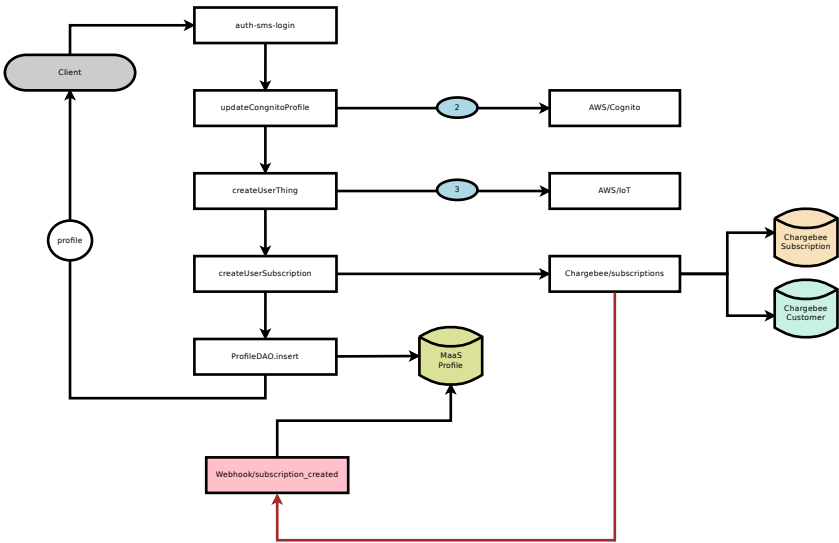 auth-sms-login
Client
updateCongnitoProfile
2
AWS/Cognito
createUserThing
3
AWS/IoT
profile
Chargebee
Subscription
createUserSubscription
Chargebee/subscriptions
Chargebee
Customer
ProfileDAO.insert
MaaS
Profile
Webhook/subscription_created